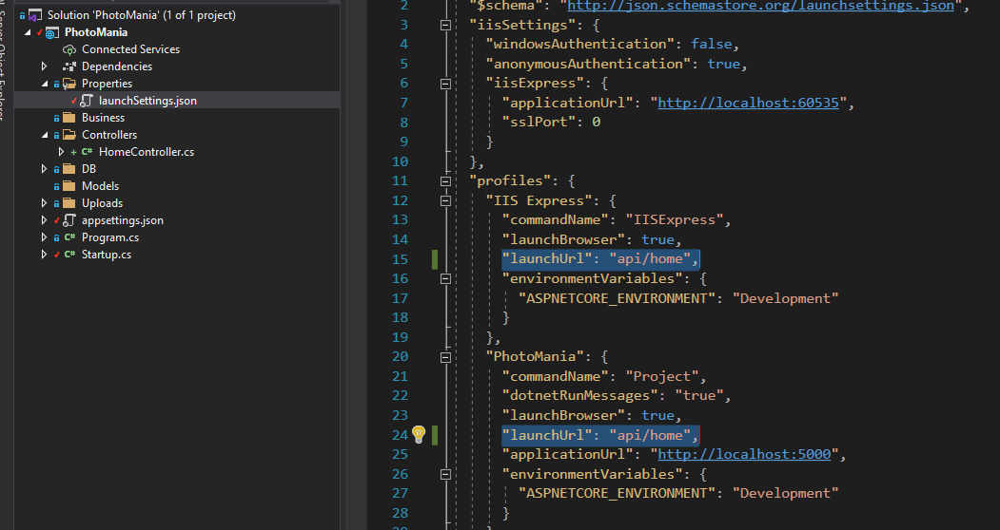 Server Object Explorer
Solution 'PhotoMania' (1 of 1 project)
PhotoMania
Connected Services
Dependencies
Properties
launchSettings.json
Business
Controllers
C# HomeController.cs
DB
Models
Uploads
appsettings.json
C# Program.cs
C# Startup.cs
2 "$schema": "http://json.schemastore.org/launchsettings.json",
3 "iisSettings": {
4 "windowsAuthentication": false,
5 "anonymousAuthentication": true,
6 "iisExpress": {
7 "applicationUrl": "http://localhost:60535",
8 "sslPort": 0
9 }
10 },
11 "profiles": {
12 "IIS Express": {
13 "commandName": "IISExpress",
14 "launchBrowser": true,
15 "launchUrl": "api/home",
16 "environmentVariables": {
17 "ASPNETCORE_ENVIRONMENT": "Development"
18 }
19 },
20 "PhotoMania": {
21 "commandName": "Project",
22 "dotnetRunMessages": "true",
23 "launchBrowser": true,
24 "launchUrl": "api/home",
25 "applicationUrl": "http://localhost:5000",
26 "environmentVariables": {
27 "ASPNETCORE_ENVIRONMENT": "Development"
28 }